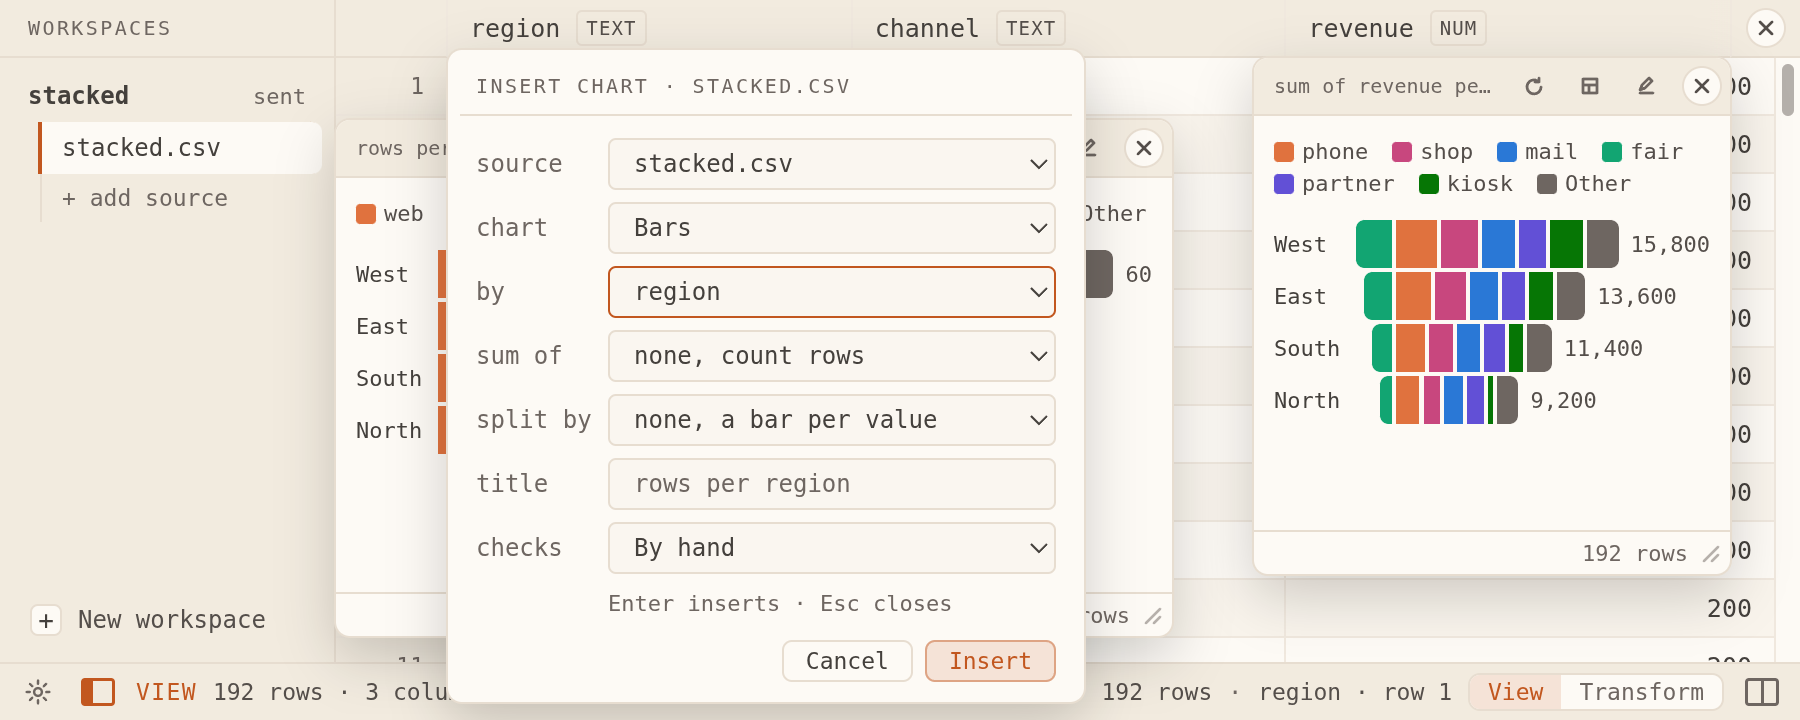 WORKSPACES
region TEXT channel TEXT revenue NUM
stacked sent
stacked.csv
+ add source
+ New workspace
1
rows per
web
Other
West 60
East
South
North
rows
INSERT CHART · STACKED.CSV
source stacked.csv
chart Bars
by region
sum of none, count rows
split by none, a bar per value
title rows per region
checks By hand
Enter inserts · Esc closes
Cancel Insert
sum of revenue pe…
phone shop mail fair
partner kiosk Other
West 15,800
East 13,600
South 11,400
North 9,200
192 rows
200
VIEW 192 rows · 3 colu
192 rows · region · row 1 View Transform